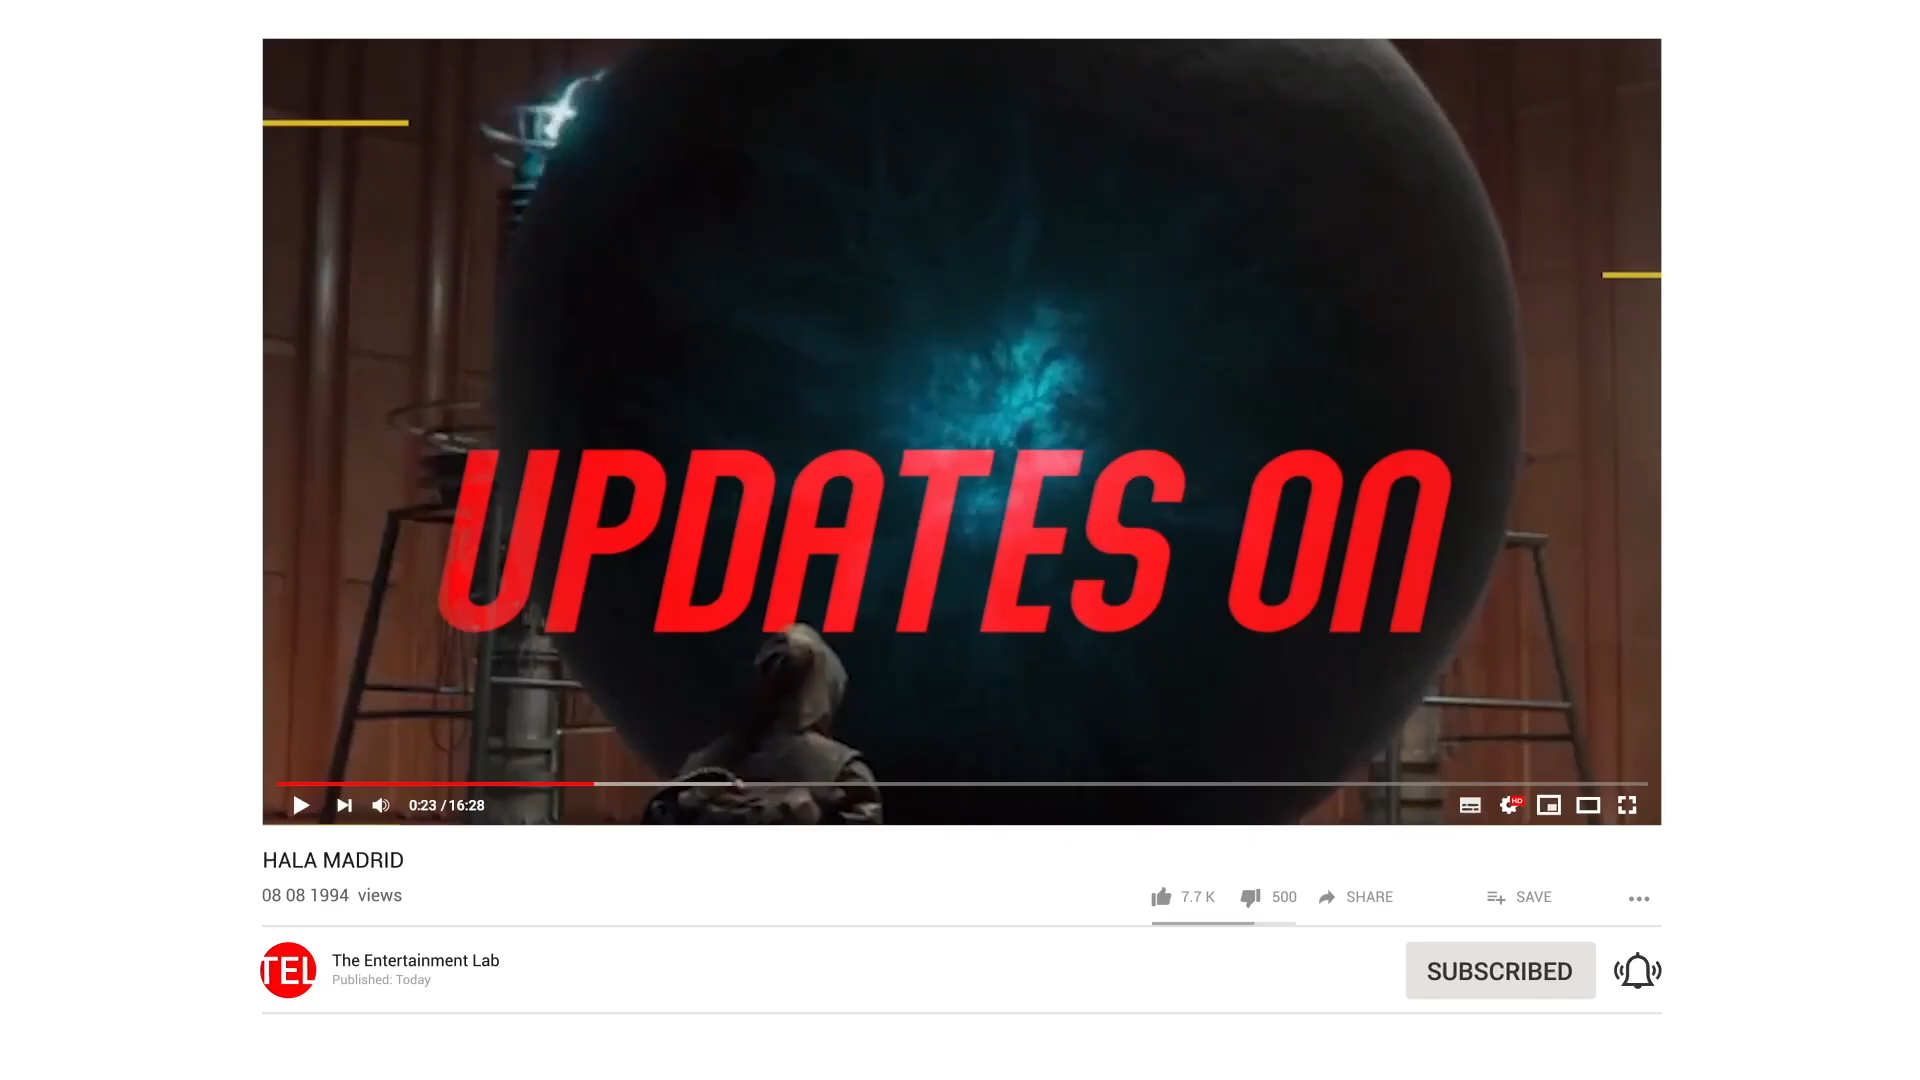 UPDATES ON
0:23 / 16:28
HD
HALA MADRID
08 08 1994 views
7.7 K
500
SHARE
SAVE
TEL
The Entertainment Lab
Published: Today
SUBSCRIBED